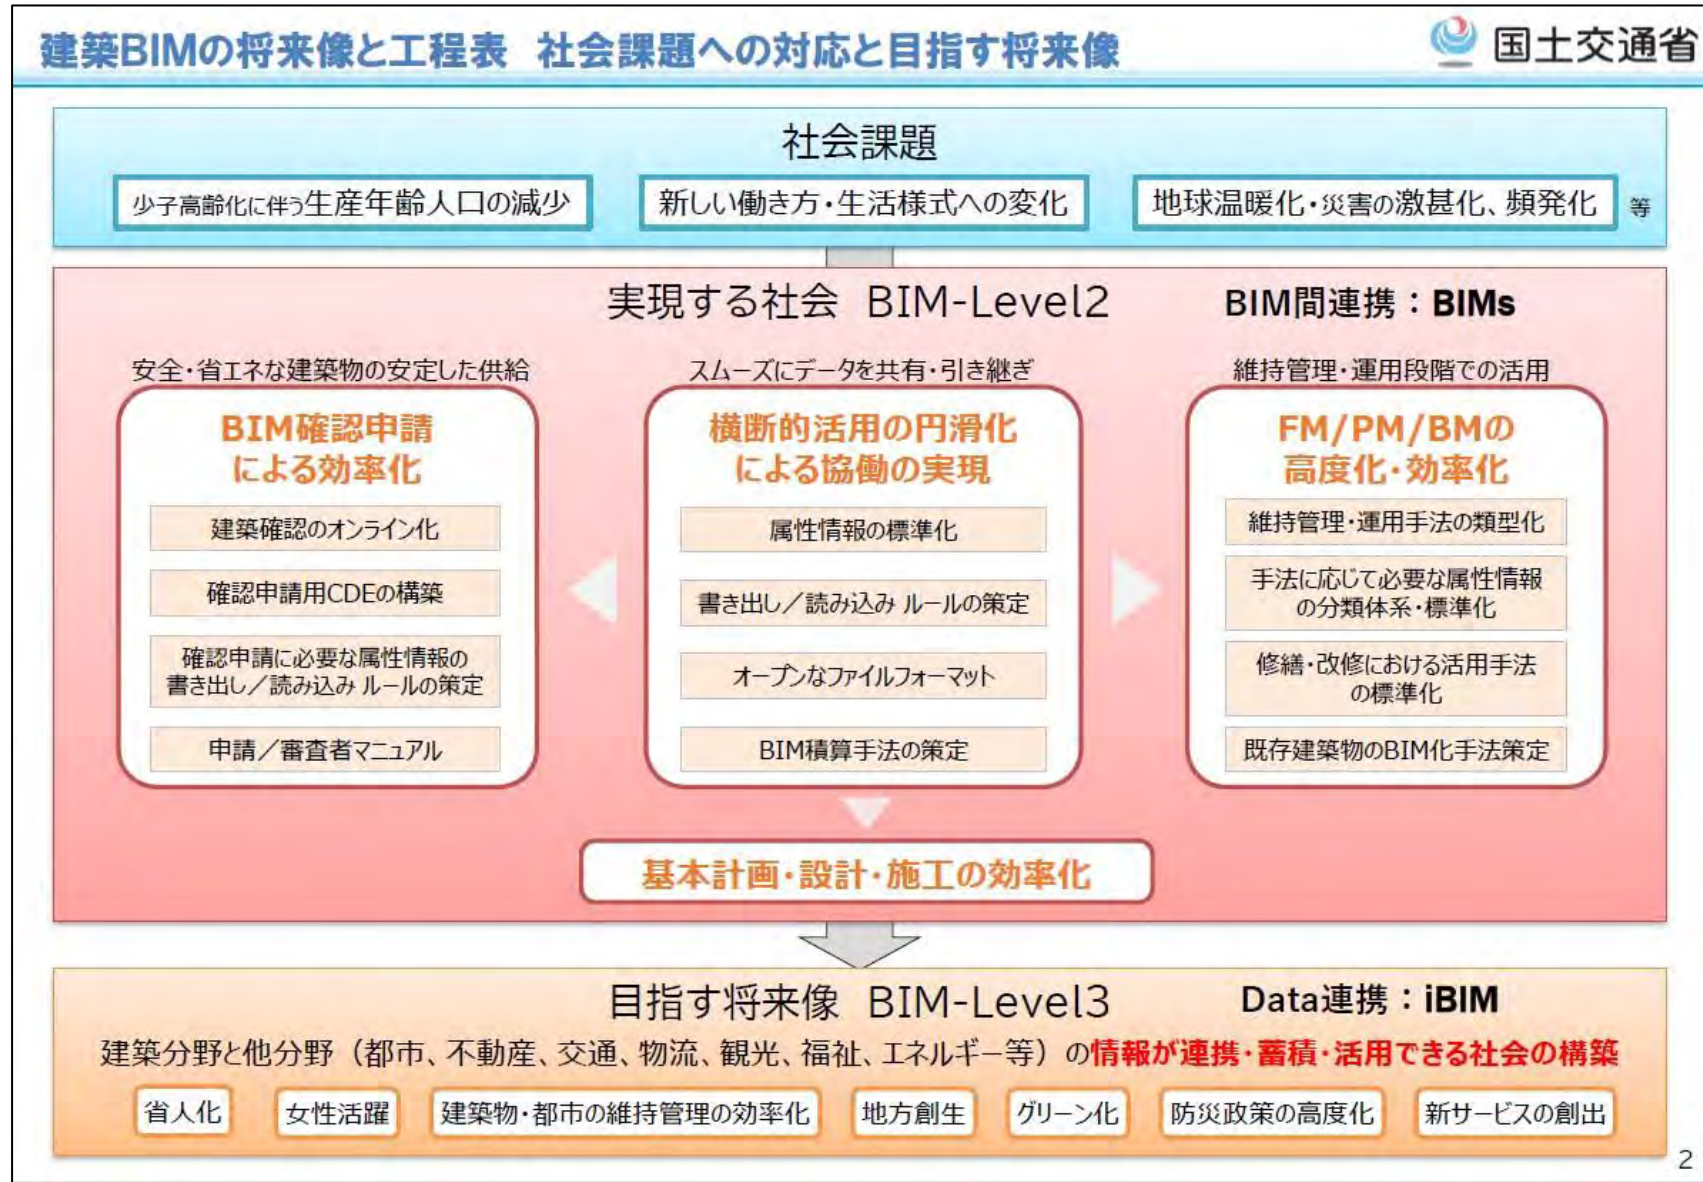 建築BIMの将来像と工程表 社会課題への対応と目指す将来像
国土交通省
社会課題
少子高齢化に伴う生産年齢人口の減少
新しい働き方・生活様式への変化
地球温暖化・災害の激甚化、頻発化
等
実現する社会 BIM-Level2
BIM間連携：BIMs
安全・省エネな建築物の安定した供給
BIM確認申請
による効率化
建築確認のオンライン化
確認申請用CDEの構築
確認申請に必要な属性情報の
書き出し／読み込み ルールの策定
申請／審査者マニュアル
スムーズにデータを共有・引き継ぎ
横断的活用の円滑化
による協働の実現
属性情報の標準化
書き出し／読み込み ルールの策定
オープンなファイルフォーマット
BIM積算手法の策定
維持管理・運用段階での活用
FM/PM/BMの
高度化・効率化
維持管理・運用手法の類型化
手法に応じて必要な属性情報
の分類体系・標準化
修繕・改修における活用手法
の標準化
既存建築物のBIM化手法策定
基本計画・設計・施工の効率化
目指す将来像 BIM-Level3
Data連携：iBIM
建築分野と他分野（都市、不動産、交通、物流、観光、福祉、エネルギー等）の情報が連携・蓄積・活用できる社会の構築
省人化
女性活躍
建築物・都市の維持管理の効率化
地方創生
グリーン化
防災政策の高度化
新サービスの創出
2